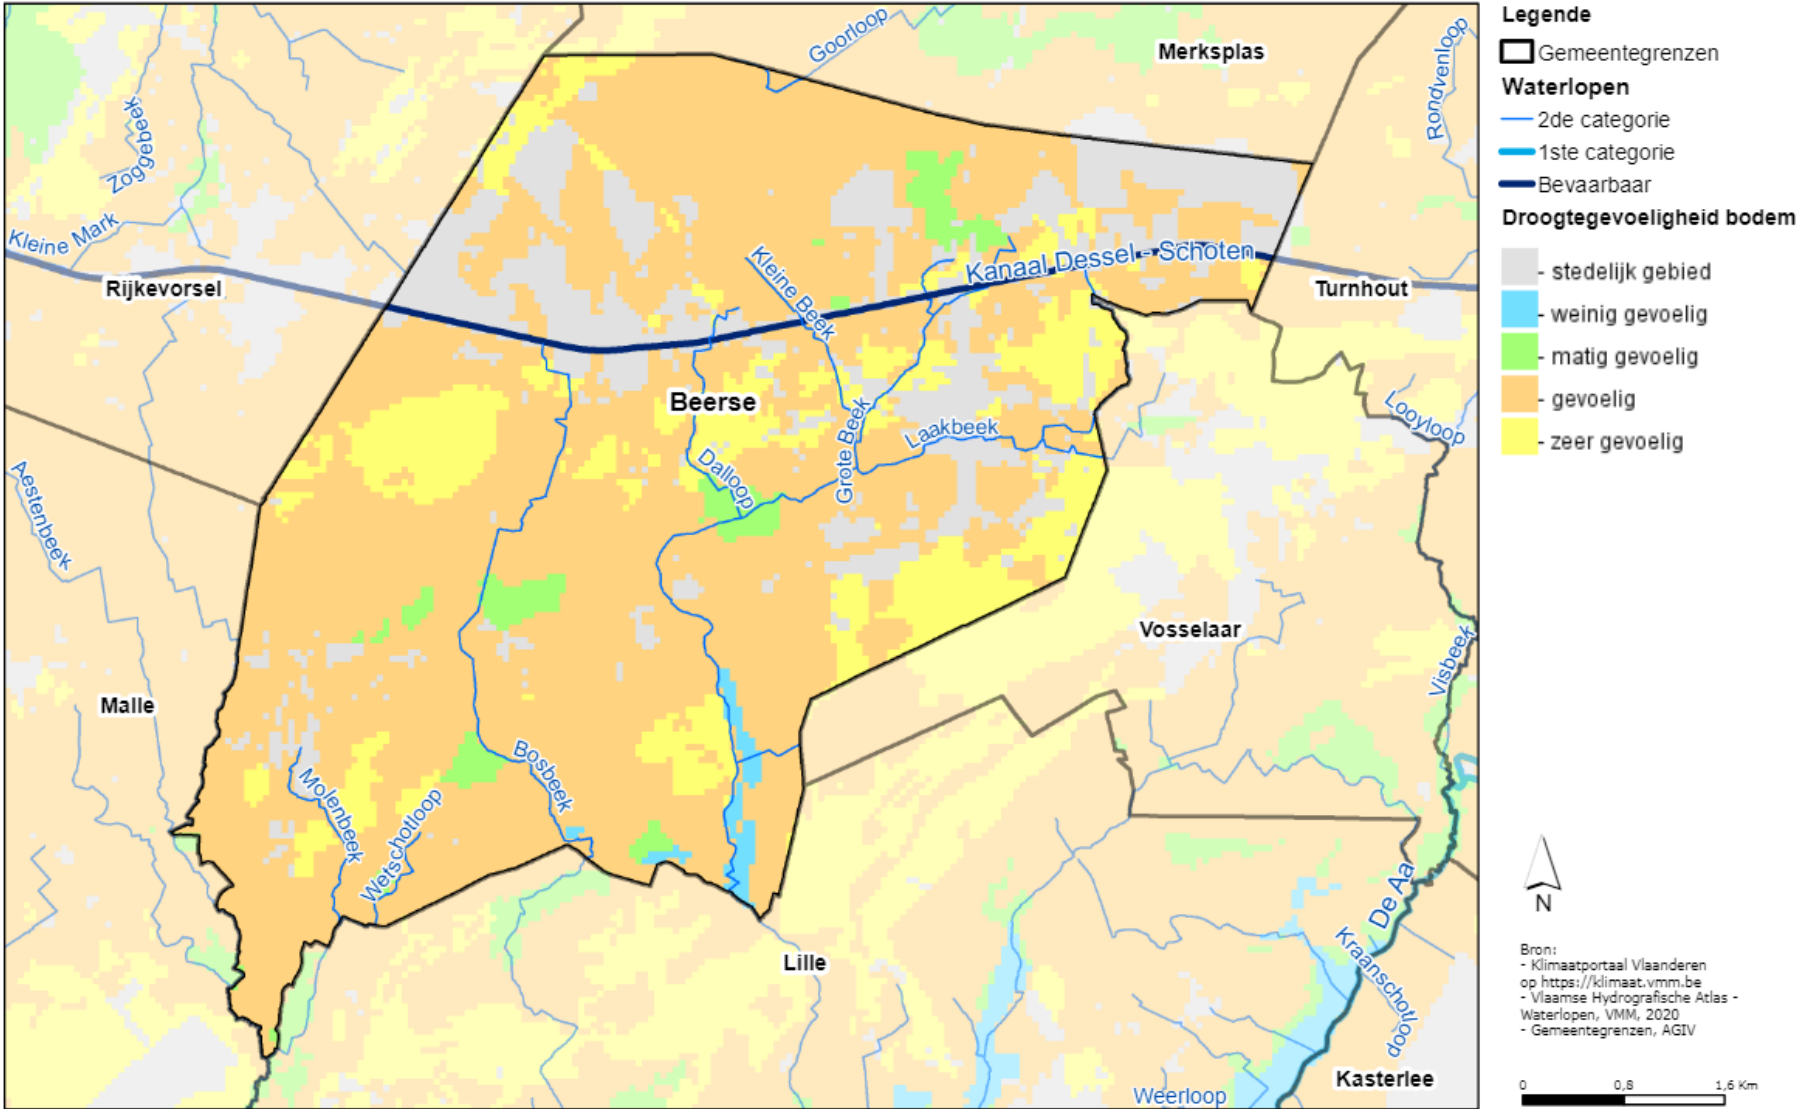 Goorloop
Merksplas
Rondvenloop
Zoggebeek
Kleine Mark
Rijkevorsel
Kleine Beek
Kanaal Dessel - Schoten
Turnhout
Beerse
Grote Beek
Laakbeek
Looyloop
Dalloop
Aestenbeek
Vosselaar
Visbeek
Malle
Bosbeek
Molenbeek
Wetschotloop
De Aa
Kraanschotloop
Lille
Kasterlee
Weerloop
Legende
Gemeentegrenzen
Waterlopen
2de categorie
1ste categorie
Bevaarbaar
Droogtegevoeligheid bodem
- stedelijk gebied
- weinig gevoelig
- matig gevoelig
- gevoelig
- zeer gevoelig
N
Bron:
- Klimaatportaal Vlaanderen
op https://klimaat.vmm.be
- Vlaamse Hydrografische Atlas -
Waterlopen, VMM, 2020
- Gemeentegrenzen, AGIV
0 0,8 1,6 Km